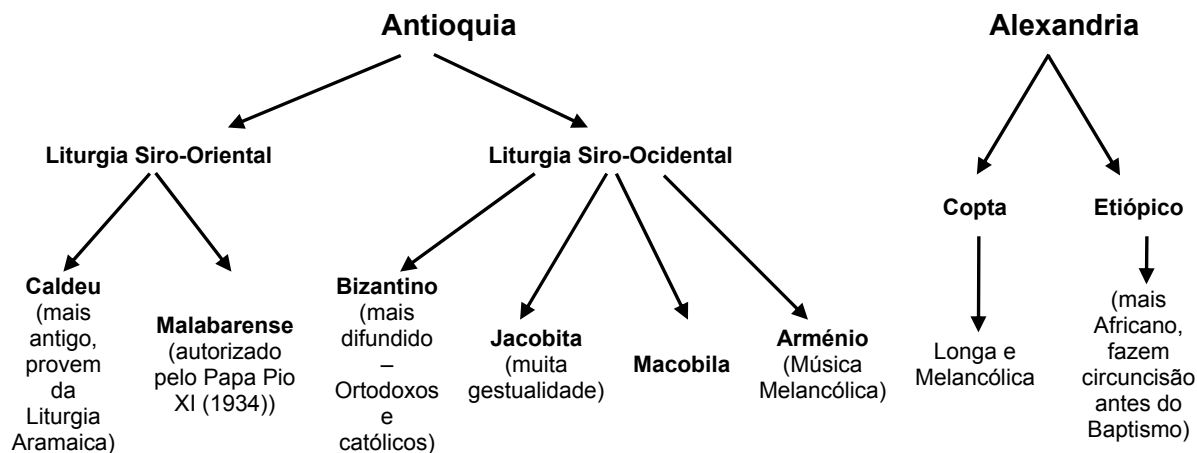 Antioquia
Alexandria
Liturgia Siro-Oriental
Liturgia Siro-Ocidental
Copta
Etiópico
Caldeu
(mais
antigo,
provem
da
Liturgia
Aramaica)
Malabarense
(autorizado
pelo Papa Pio
XI (1934))
Bizantino
(mais
difundido
–
Ortodoxos
e
católicos)
Jacobita
(muita
gestualidade)
Macobila
Arménio
(Música
Melancólica)
Longa e
Melancólica
(mais
Africano,
fazem
circuncisão
antes do
Baptismo)